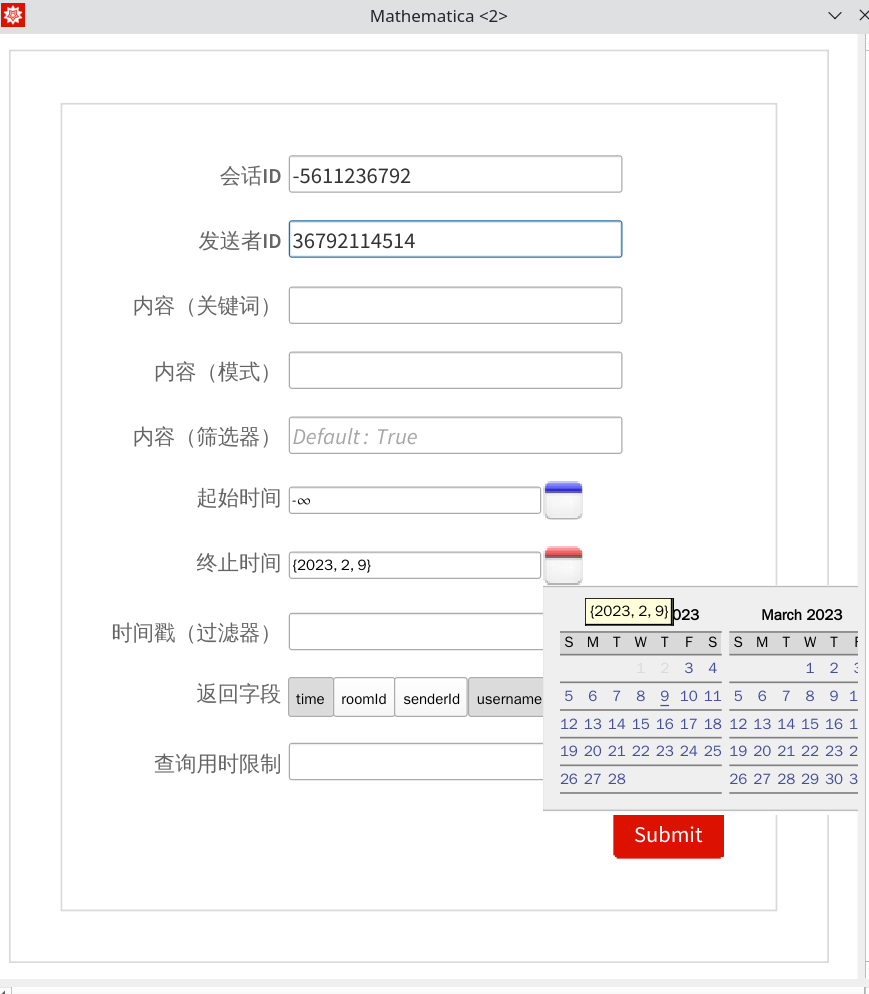 Mathematica <2>
会话ID -5611236792
发送者ID 36792114514
内容（关键词）
内容（模式）
内容（筛选器） Default: True
起始时间 -∞
终止时间 {2023, 2, 9}
{2023, 2, 9} 023 March 2023
S M T W T F S S M T W T F
1 2 3 4 1 2 3
5 6 7 8 9 10 11 5 6 7 8 9 1
12 13 14 15 16 17 18 12 13 14 15 16 1
19 20 21 22 23 24 25 19 20 21 22 23 2
26 27 28 26 27 28 29 30 3
时间戳（过滤器）
返回字段 time roomId senderId username
查询用时限制
Submit